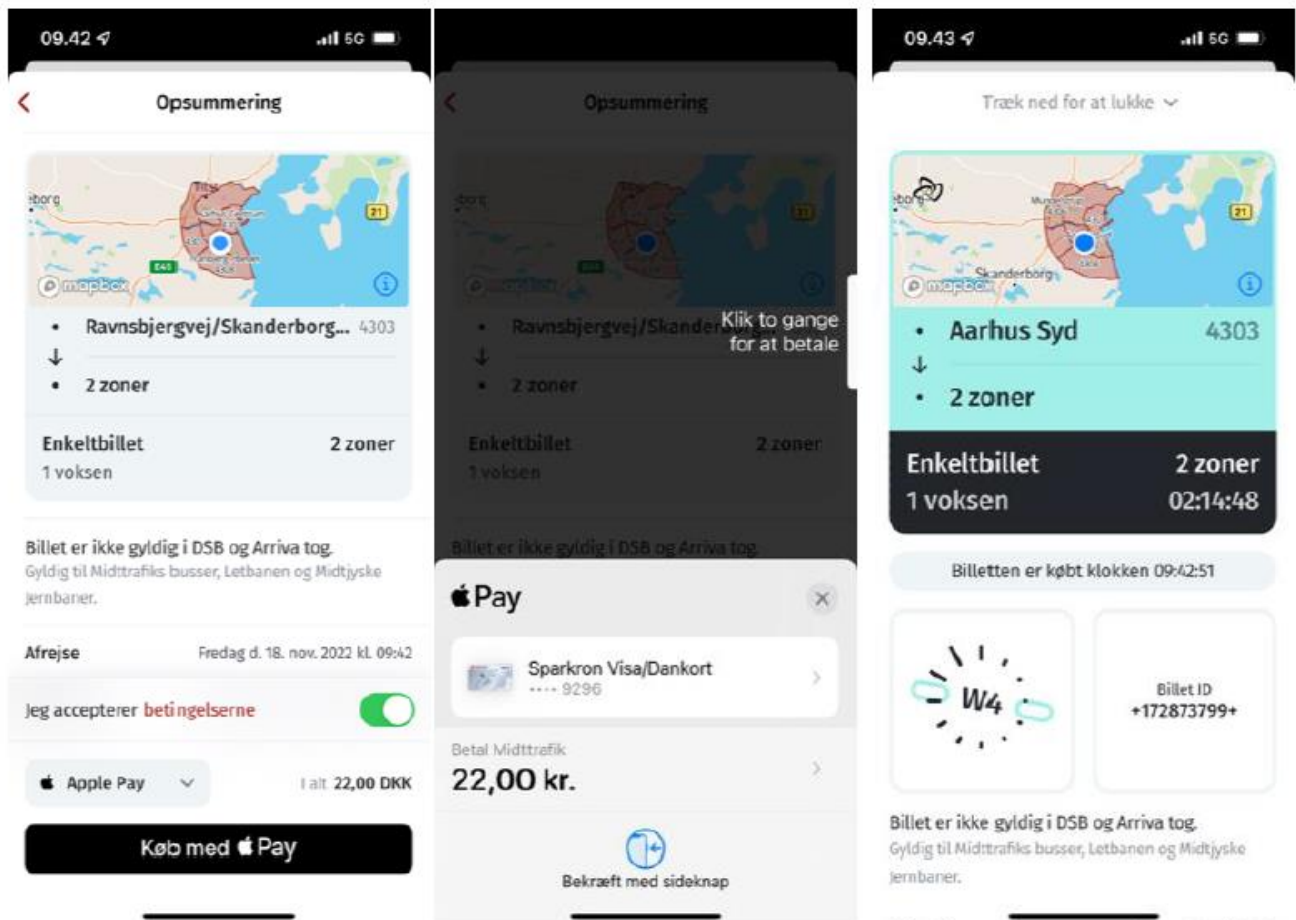 09.42
5G
Opsummering
21
E45
mapbox
Ravnsbjergvej/Skanderborg... 4303
2 zoner
Enkeltbillet 2 zoner
1 voksen
Billet er ikke gyldig i DSB og Arriva tog.
Gyldig til Midttrafiks busser, Letbanen og Midtjyske
Jernbaner.
Afrejse Fredag d. 18. nov. 2022 kl. 09:42
Jeg accepterer betingelserne
Apple Pay I alt 22,00 DKK
Køb med Pay
Opsummering
21
Klik to gange
for at betale
2 zoner
Enkeltbillet 2 zoner
1 voksen
Billet er ikke gyldig i DSB og Arriva tog.
Pay
Sparkron Visa/Dankort
•••• 9296
Betal Midttrafik
22,00 kr.
Bekræft med sideknap
09.43
5G
Træk ned for at lukke
21
Skanderborg
mapbox
Aarhus Syd 4303
2 zoner
Enkeltbillet 2 zoner
1 voksen 02:14:48
Billetten er købt klokken 09:42:51
W4
Billet ID
+172873799+
Billet er ikke gyldig i DSB og Arriva tog.
Gyldig til Midttrafiks busser, Letbanen og Midtjyske
Jernbaner.